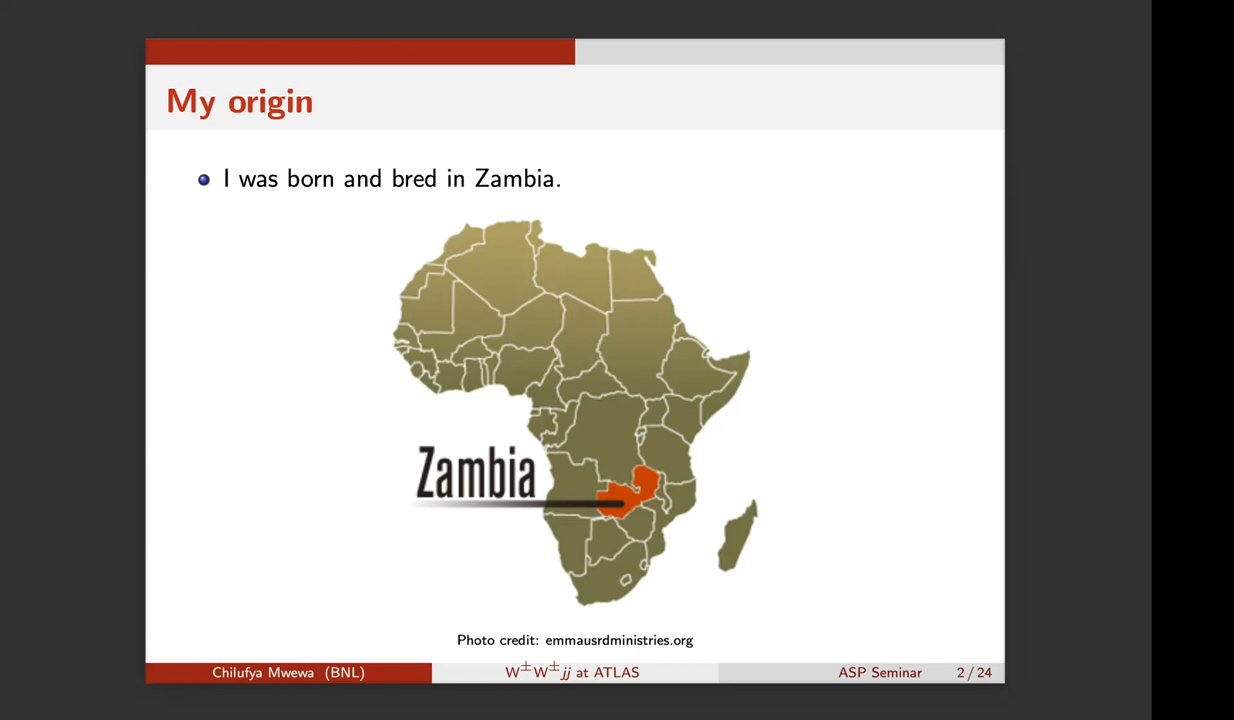 My origin
I was born and bred in Zambia.
Zambia
Photo credit: emmausrdministries.org
Chilufya Mwewa (BNL) W±W±jj at ATLAS ASP Seminar 2 / 24